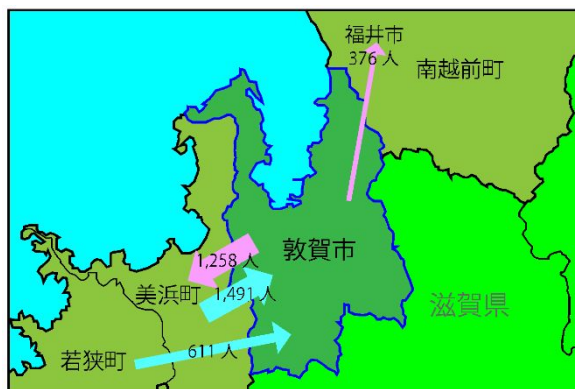 福井市
376 人
南越前町
敦賀市
1,258 人
美浜町
1,491 人
滋賀県
若狭町
611 人